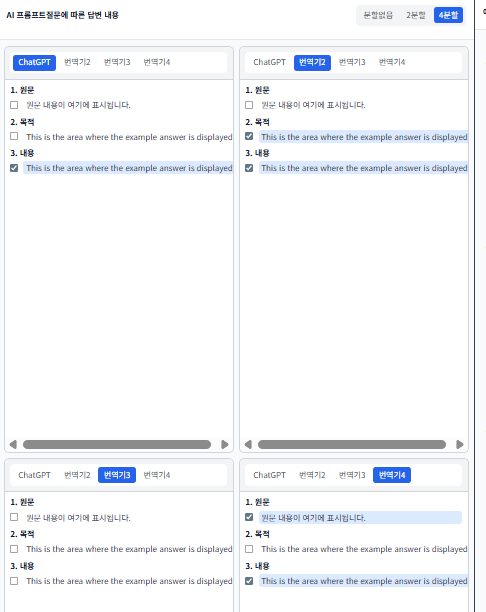 AI 프롬프트질문에 따른 답변 내용
분할없음 2분할 4분할
ChatGPT 번역기2 번역기3 번역기4
1. 원문
원문 내용이 여기에 표시됩니다.
2. 목적
This is the area where the example answer is displayed
3. 내용
This is the area where the example answer is displayed
ChatGPT 번역기2 번역기3 번역기4
1. 원문
원문 내용이 여기에 표시됩니다.
2. 목적
This is the area where the example answer is displayed
3. 내용
This is the area where the example answer is displayed
ChatGPT 번역기2 번역기3 번역기4
1. 원문
원문 내용이 여기에 표시됩니다.
2. 목적
This is the area where the example answer is displayed
3. 내용
This is the area where the example answer is displayed
ChatGPT 번역기2 번역기3 번역기4
1. 원문
원문 내용이 여기에 표시됩니다.
2. 목적
This is the area where the example answer is displayed
3. 내용
This is the area where the example answer is displayed